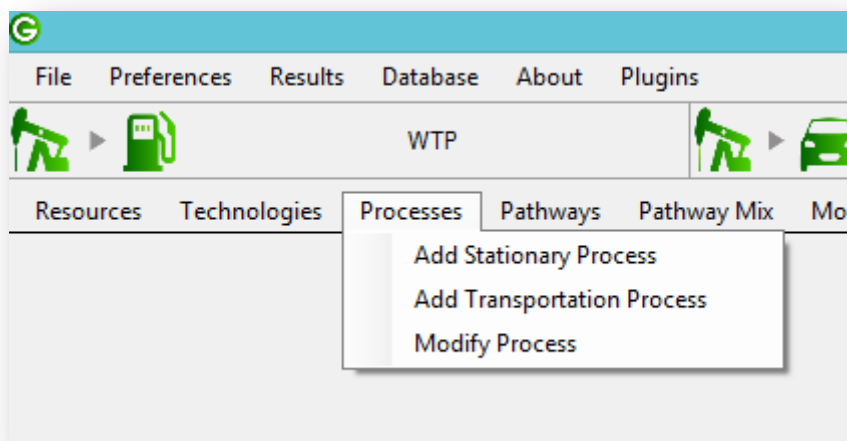 File Preferences Results Database About Plugins
WTP
Resources Technologies Processes Pathways Pathway Mix Mo
Add Stationary Process
Add Transportation Process
Modify Process